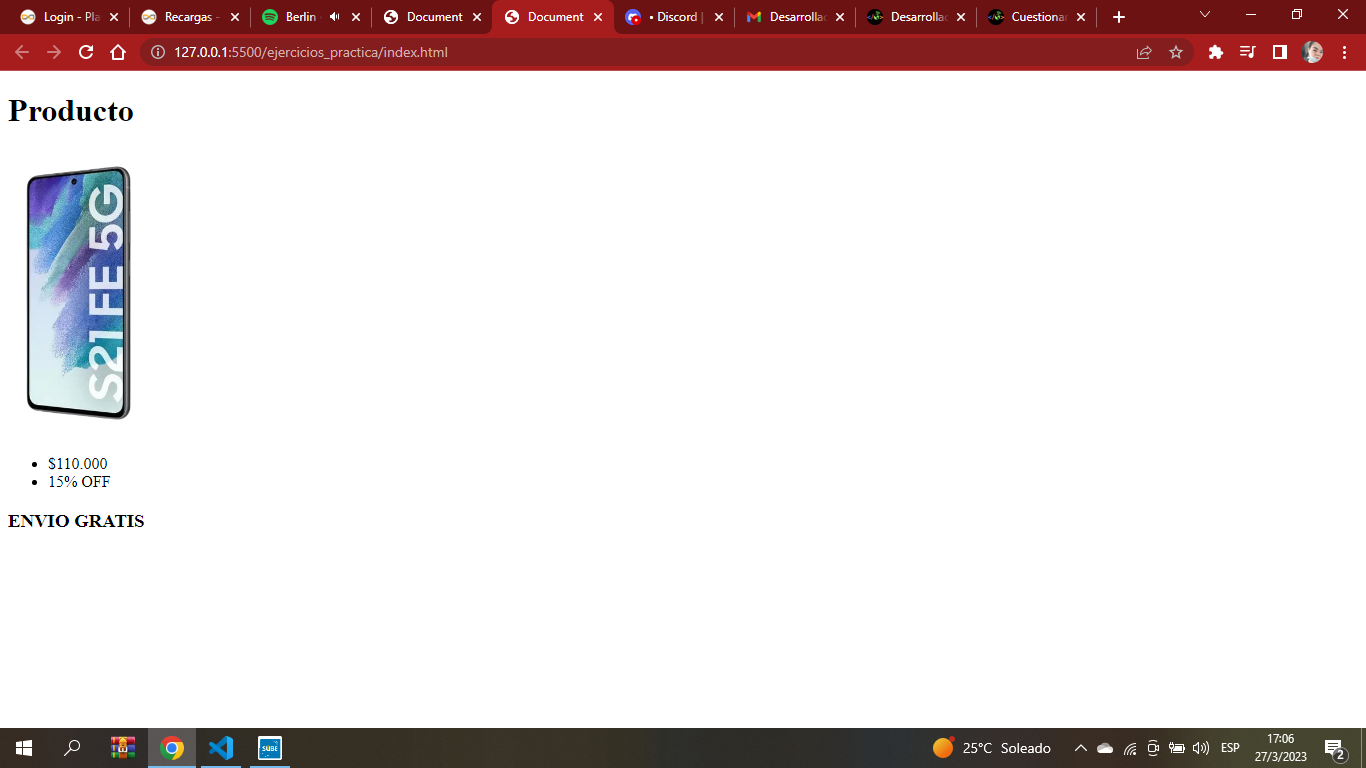 Login - Pla
Recargas -
Berlin
Document
Document
• Discord |
Desarrollac
Desarrollac
Cuestionar
127.0.0.1:5500/ejercicios_practica/index.html
Producto
S21 FE 5G
• $110.000
• 15% OFF
ENVIO GRATIS
SUBE
25°C Soleado
ESP
17:06
27/3/2023
2